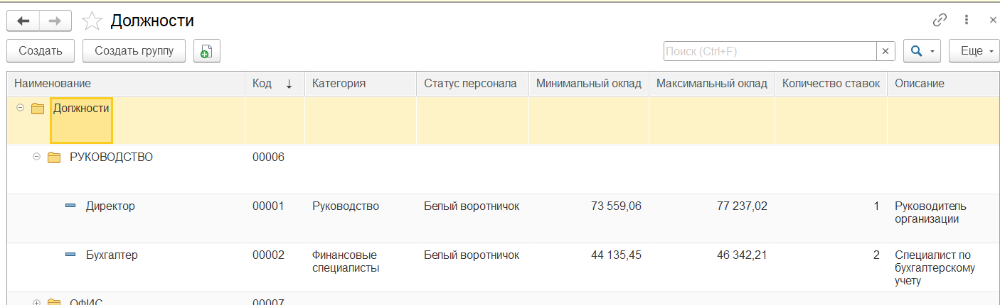 Должности
Создать Создать группу Поиск (Ctrl+F) Еще
Наименование Код Категория Статус персонала Минимальный оклад Максимальный оклад Количество ставок Описание
Должности
РУКОВОДСТВО 00006
Директор 00001 Руководство Белый воротничок 73 559,06 77 237,02 1 Руководитель
организации
Бухгалтер 00002 Финансовые Белый воротничок 44 135,45 46 342,21 2 Специалист по
специалисты бухгалтерскому
учету
ОФИС 00007